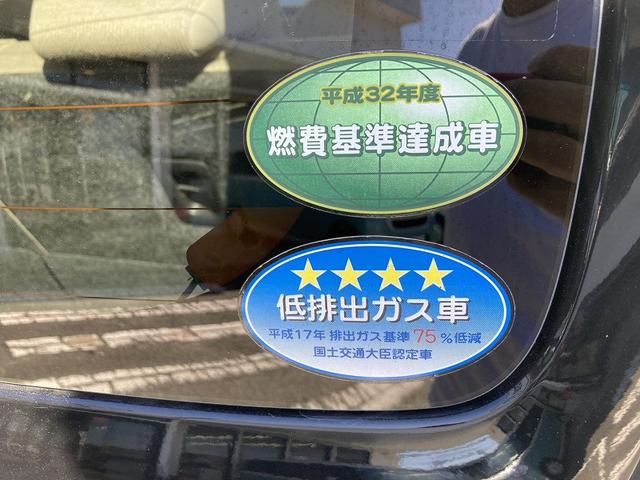 平成32年度
燃費基準達成車
低排出ガス車
平成17年 排出ガス基準 75 %低減
国土交通大臣認定車